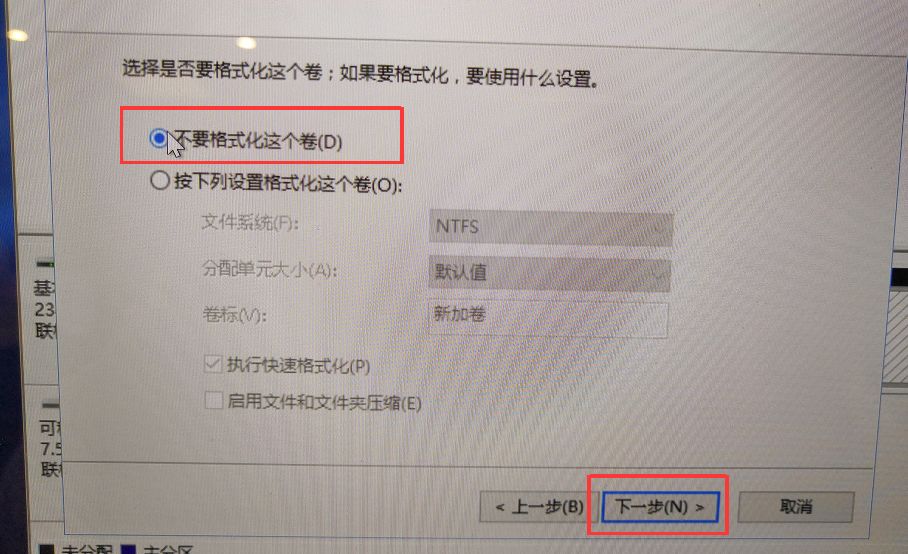 选择是否要格式化这个卷；如果要格式化，要使用什么设置。
不要格式化这个卷(D)
按下列设置格式化这个卷(O):
文件系统(F):
NTFS
分配单元大小(A):
默认值
卷标(V):
新加卷
执行快速格式化(P)
启用文件和文件夹压缩(E)
基
23
联
可
7.5
联
< 上一步(B)
下一步(N) >
取消
未分配
主分区